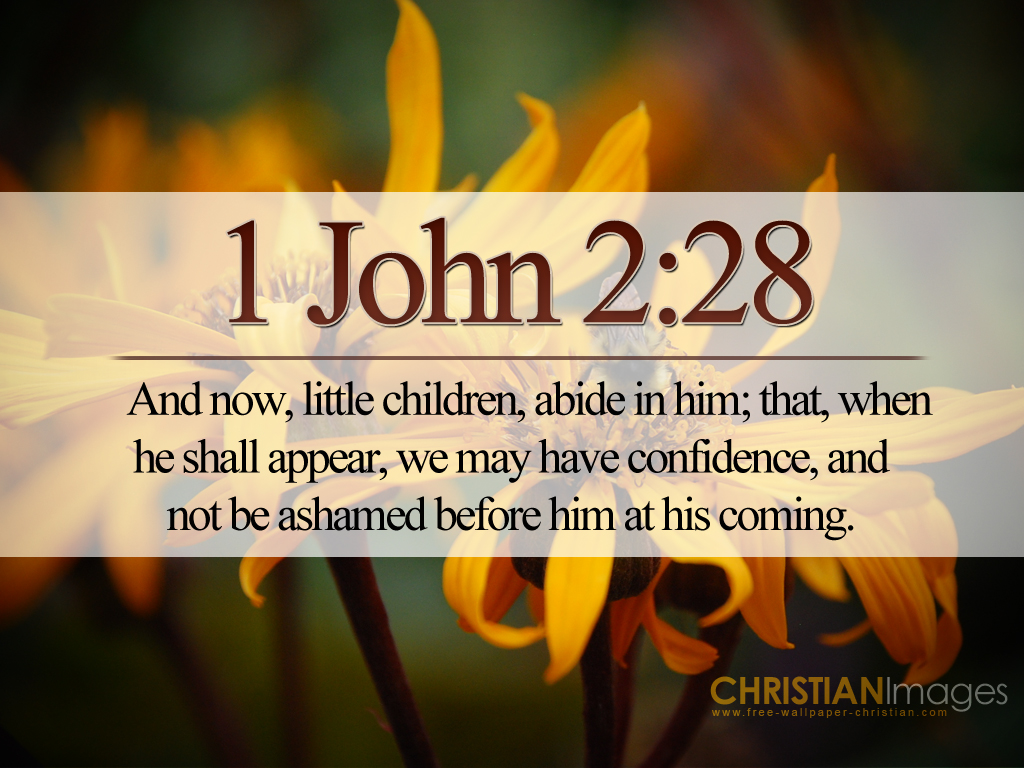 1 John 2:28
And now, little children, abide in him; that, when
he shall appear, we may have confidence, and
not be ashamed before him at his coming.
CHRISTIANImages
www.free-wallpaper-christian.com